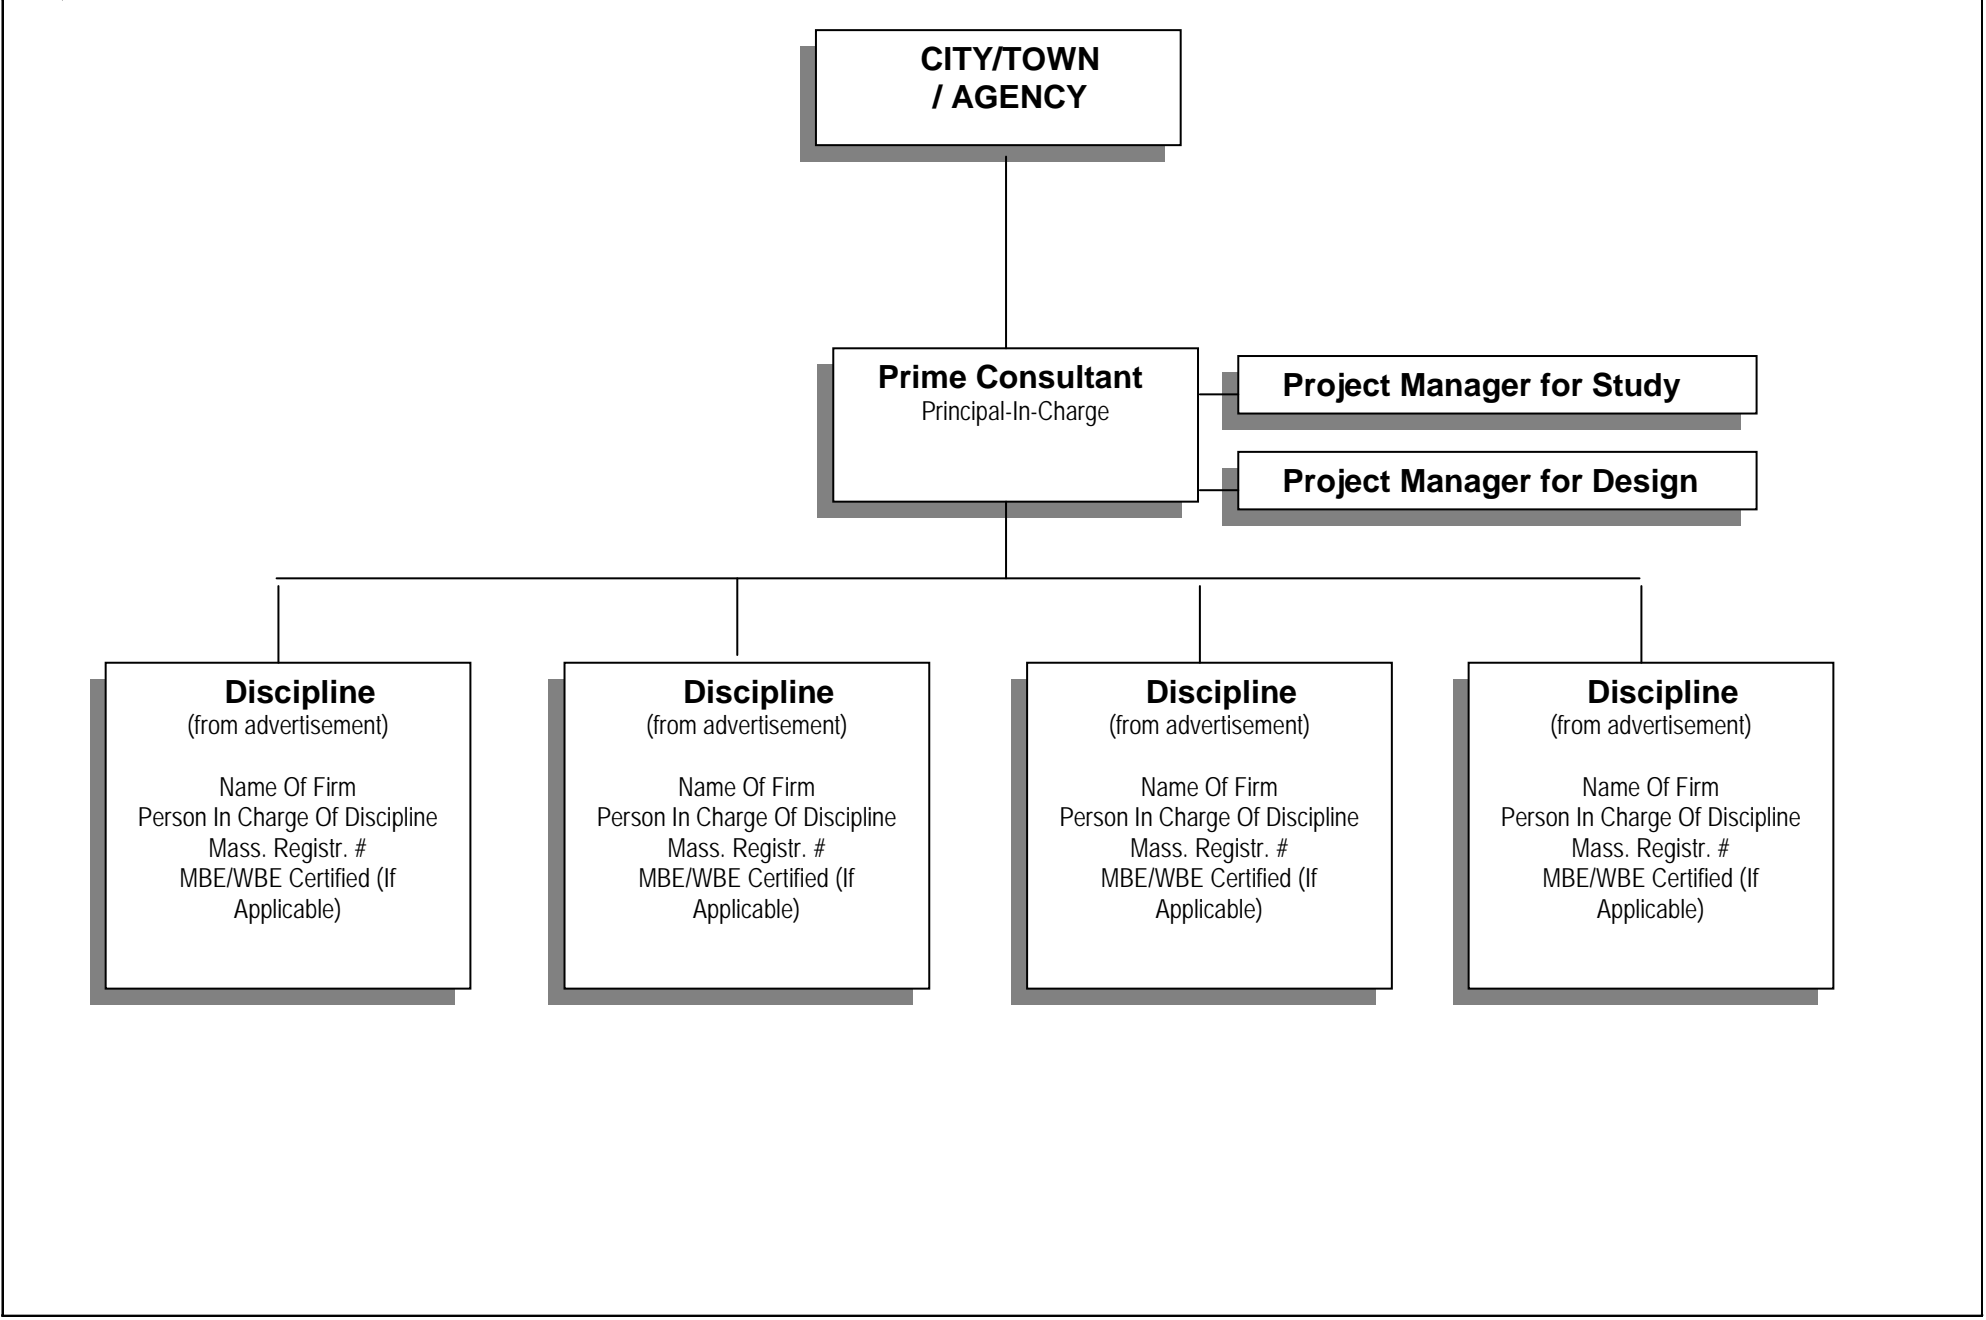 CITY/TOWN
/ AGENCY
Prime Consultant
Principal-In-Charge
Project Manager for Study
Project Manager for Design
Discipline
(from advertisement)
Name Of Firm
Person In Charge Of Discipline
Mass. Registr. #
MBE/WBE Certified (If
Applicable)
Discipline
(from advertisement)
Name Of Firm
Person In Charge Of Discipline
Mass. Registr. #
MBE/WBE Certified (If
Applicable)
Discipline
(from advertisement)
Name Of Firm
Person In Charge Of Discipline
Mass. Registr. #
MBE/WBE Certified (If
Applicable)
Discipline
(from advertisement)
Name Of Firm
Person In Charge Of Discipline
Mass. Registr. #
MBE/WBE Certified (If
Applicable)